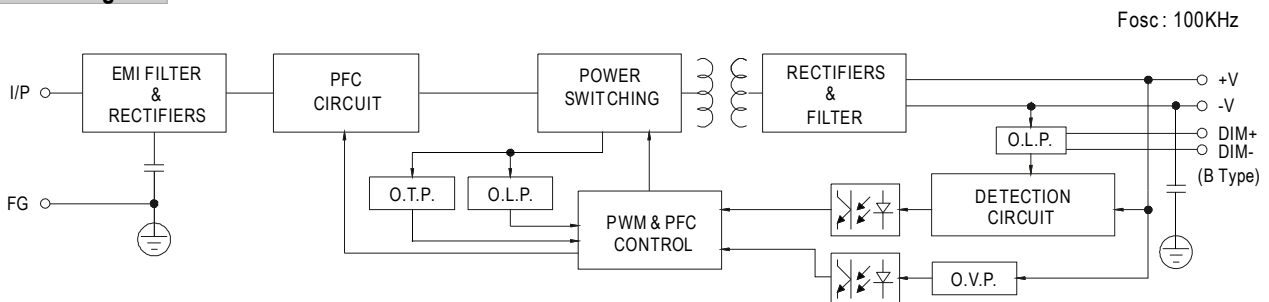 Fosc : 100KHz
EMI FILTER
&
RECTIFIERS
PFC
CIRCUIT
POWER
SWITCHING
RECTIFIERS
&
FILTER
I/P
+V
-V
DIM+
DIM-
(B Type)
O.L.P.
O.T.P.
O.L.P.
DETECTION
CIRCUIT
FG
PWM & PFC
CONTROL
O.V.P.